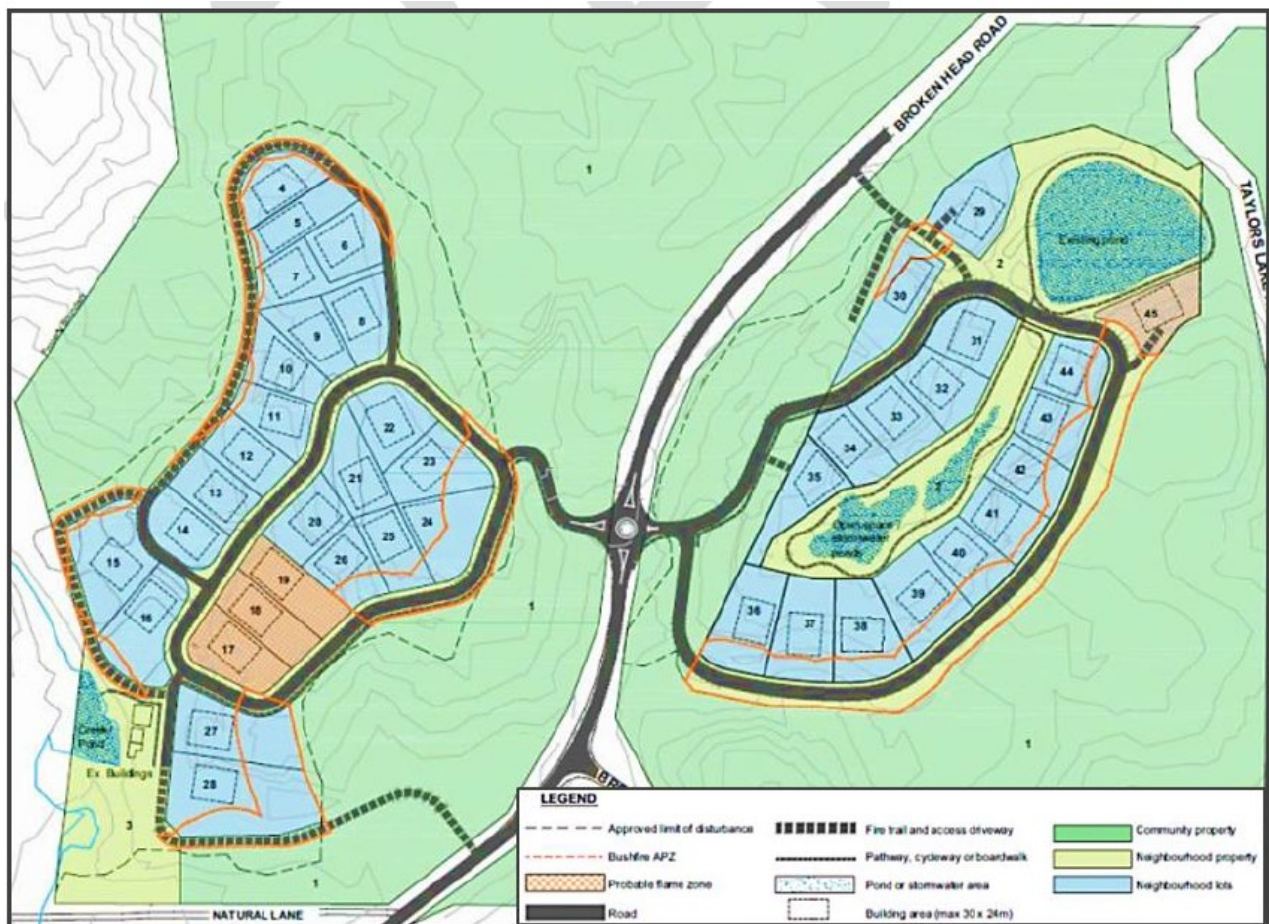 BROKEN HEAD ROAD
TAYLORS LAKE
1
4
5
6
7
8
9
10
11
12
13
14
15
16
17
18
19
20
21
22
23
24
25
26
27
28
29
2
Existing pond
30
31
32
33
34
35
45
44
43
42
41
40
39
38
37
36
Open space /
stormwater
ponds
1
1
Pond
Ex. Buildings
3
1
BR
NATURAL LANE
LEGEND
Approved limit of disturbance
Bushfire APZ
Probable flame zone
Road
Fire trail and access driveway
Pathway, cycleway or boardwalk
Pond or stormwater area
Building area (max 30 x 24m)
Community property
Neighbourhood property
Neighbourhood lots